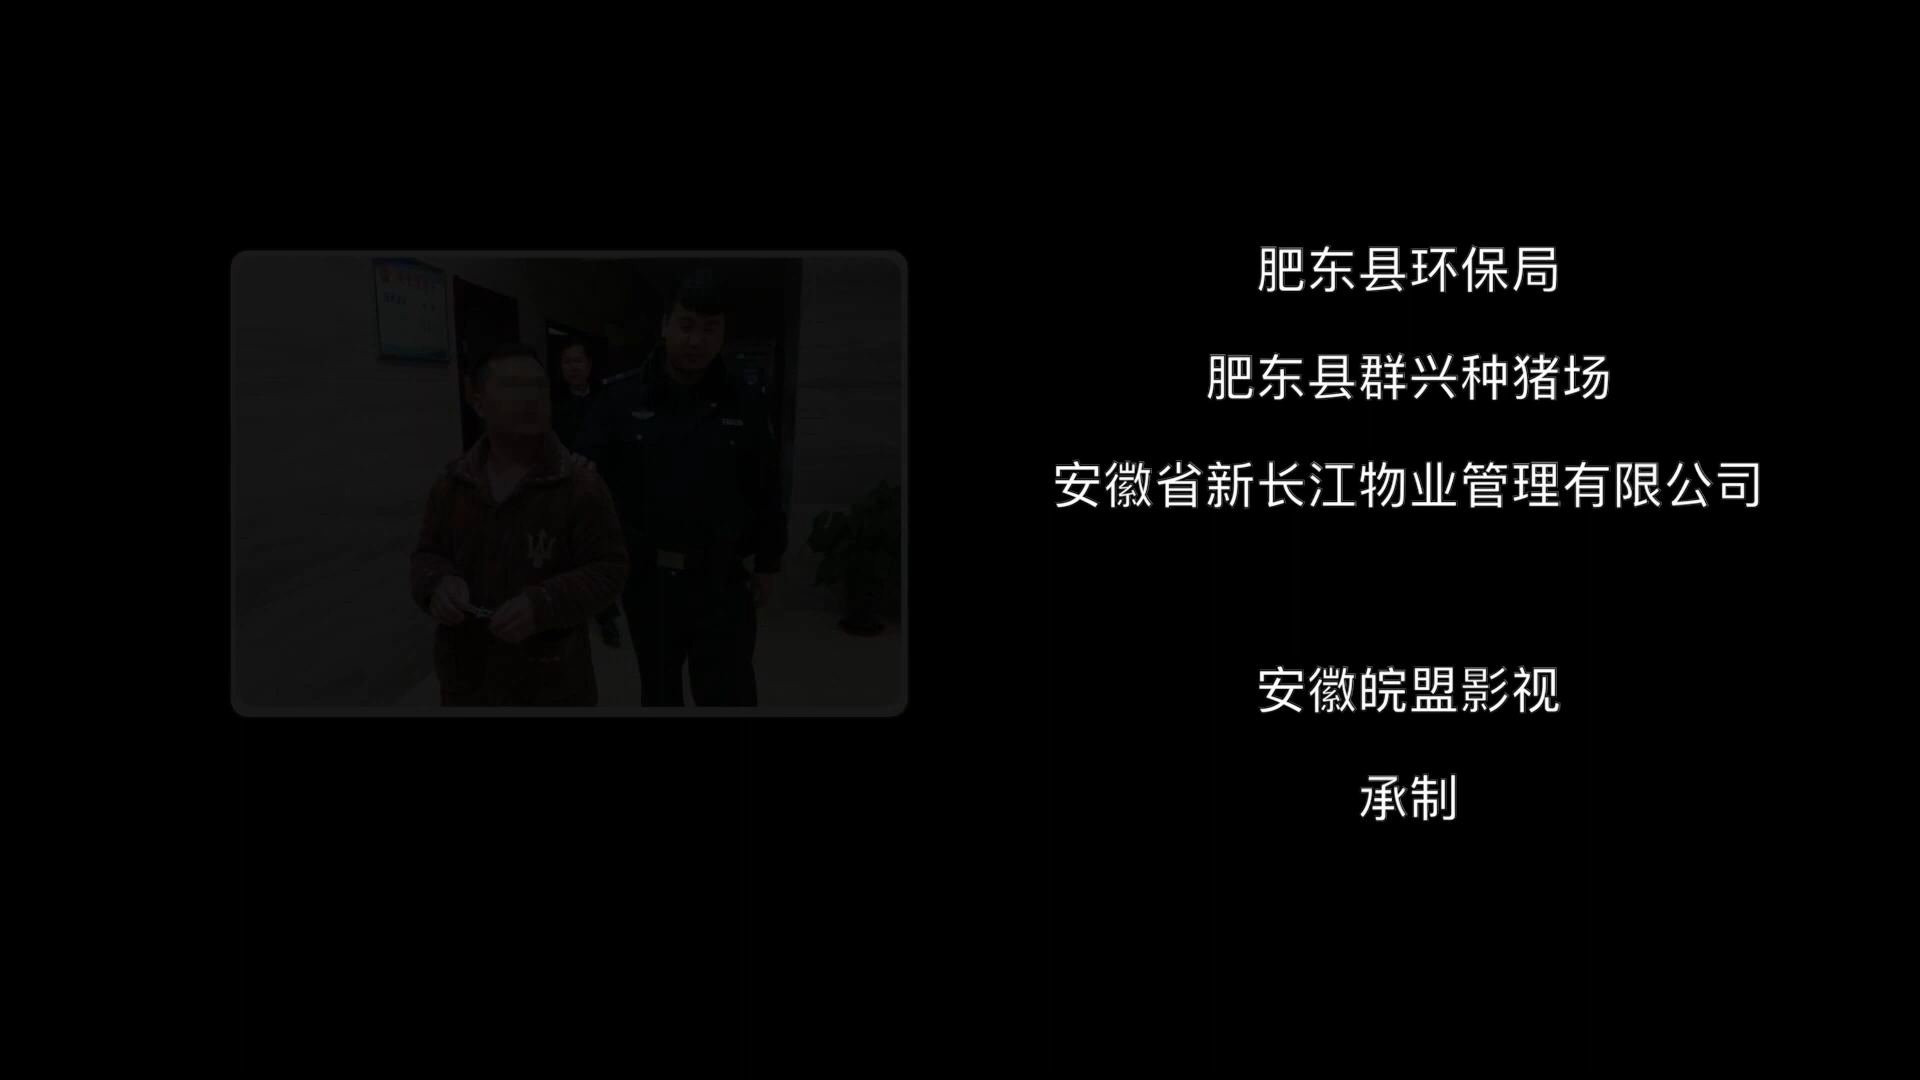 肥东县环保局
肥东县群兴种猪场
安徽省新长江物业管理有限公司
安徽皖盟影视
承制